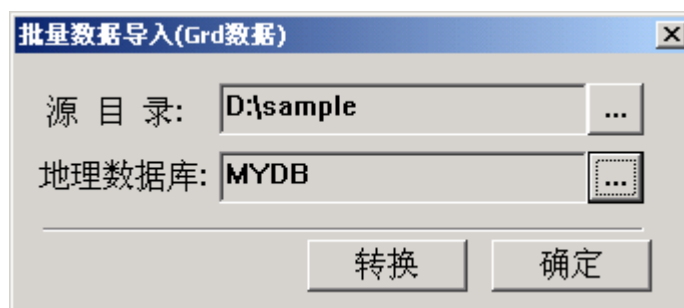 批量数据导入(Grd数据)
源 目 录: D:\sample ...
地理数据库: MYDB ...
转换 确定